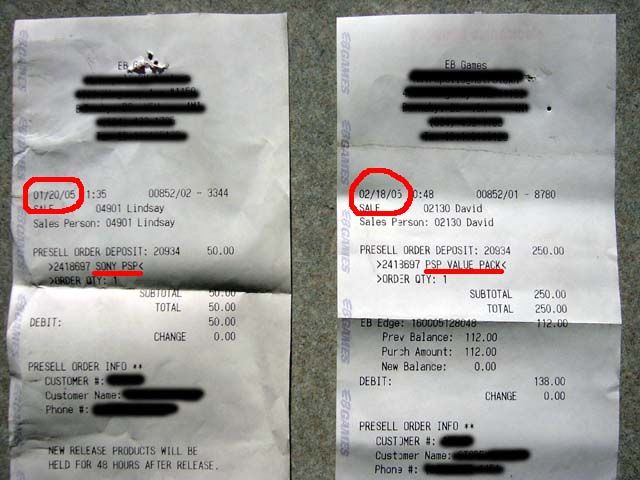 EB Games
01/20/05 1:35 00852/02 - 3344
SALE 04901 Lindsay
Sales Person: 04901 Lindsay
PRESELL ORDER DEPOSIT: 20934 50.00
>2418697 SONY PSP<
>ORDER QTY: 1
SUBTOTAL 50.00
TOTAL 50.00
DEBIT: 50.00
CHANGE 0.00
PRESELL ORDER INFO **
CUSTOMER #:
Customer Name:
Phone #:
NEW RELEASE PRODUCTS WILL BE
HELD FOR 48 HOURS AFTER RELEASE.
EBGAMES
EB Games
02/18/05 0:48 00852/01 - 8780
SALE 02130 David
Sales Person: 02130 David
PRESELL ORDER DEPOSIT: 20934 250.00
>2418697 PSP VALUE PACK<
>ORDER QTY: 1
SUBTOTAL 250.00
TOTAL 250.00
EB Edge: 160005128048 112.00
Prev Balance: 112.00
Purch Amount: 112.00
New Balance: 0.00
DEBIT: 138.00
CHANGE 0.00
PRESELL ORDER INFO **
CUSTOMER #:
Customer Name:
Phone #:
EBGAMES